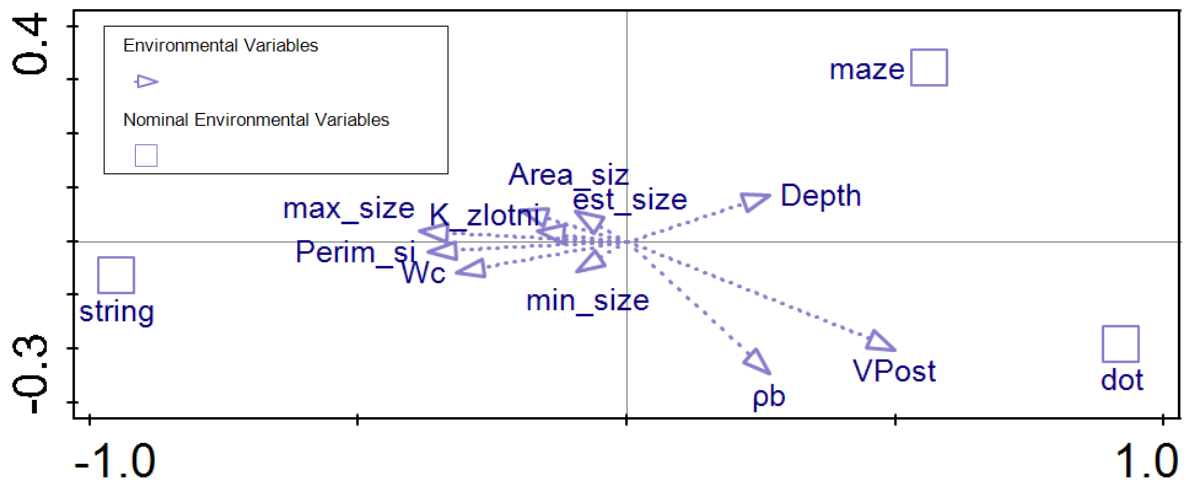 0.4
Environmental Variables
Nominal Environmental Variables
maze
Area_siz
est_size
Depth
max_size
K_zlotni
Perim_si
Wc
min_size
string
VPost
dot
ρb
-0.3
-1.0
1.0